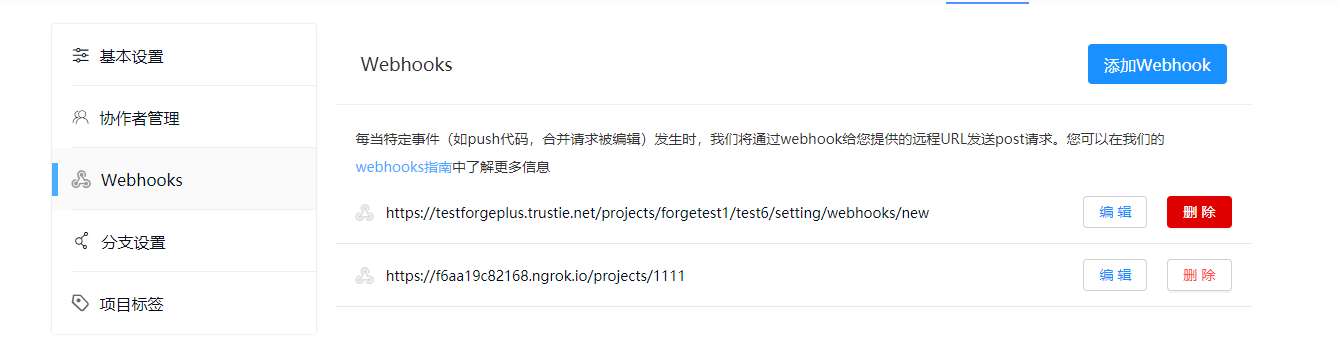 基本设置
协作者管理
Webhooks
分支设置
项目标签
Webhooks
添加Webhook
每当特定事件（如push代码，合并请求被编辑）发生时，我们将通过webhook给您提供的远程URL发送post请求。您可以在我们的
webhooks指南中了解更多信息
https://testforgeplus.trustie.net/projects/forgetest1/test6/setting/webhooks/new
编 辑
删 除
https://f6aa19c82168.ngrok.io/projects/1111
编 辑
删 除